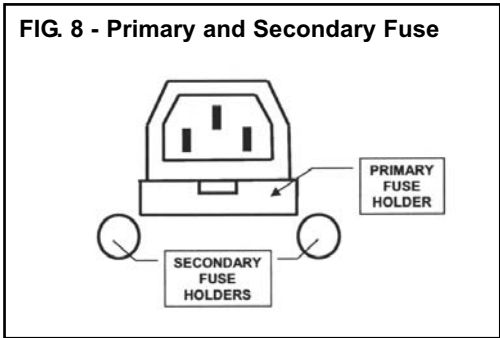 FIG. 8 - Primary and Secondary Fuse
PRIMARY
FUSE
HOLDER
SECONDARY
FUSE
HOLDERS